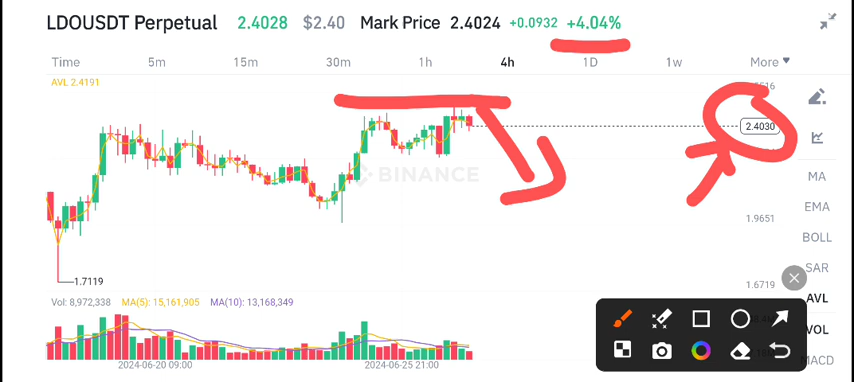 LDOUSDT Perpetual 2.4028 $2.40 Mark Price 2.4024 +0.0932 +4.04%
Time 5m 15m 30m 1h 4h 1D 1w More
AVL 2.4191
2.4030
BINANCE
MA
EMA
1.9651
BOLL
SAR
1.7119
1.6719
AVL
Vol: 8,972,338 MA(5): 15,161,905 MA(10): 13,168,349
VOL
MACD
2024-06-20 09:00 2024-06-25 21:00